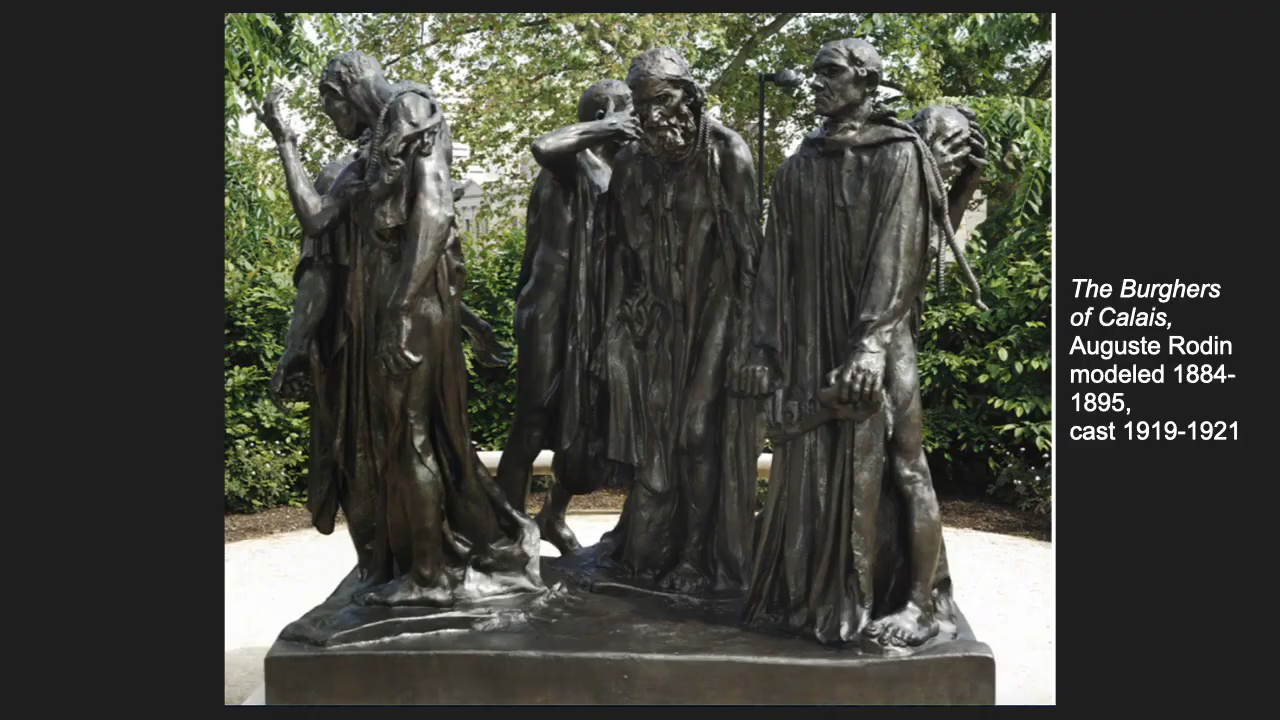 The Burghers
of Calais,
Auguste Rodin
modeled 1884-
1895,
cast 1919-1921